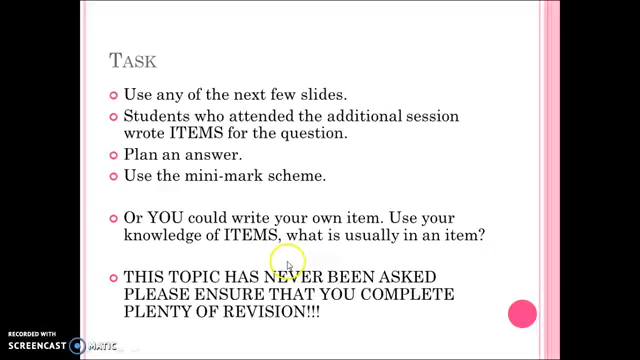 TASK
Use any of the next few slides.
Students who attended the additional session
wrote ITEMS for the question.
Plan an answer.
Use the mini-mark scheme.
Or YOU could write your own item. Use your
knowledge of ITEMS, what is usually in an item?
THIS TOPIC HAS NEVER BEEN ASKED
PLEASE ENSURE THAT YOU COMPLETE
PLENTY OF REVISION!!!
RECORDED WITH
SCREENCAST MATIC